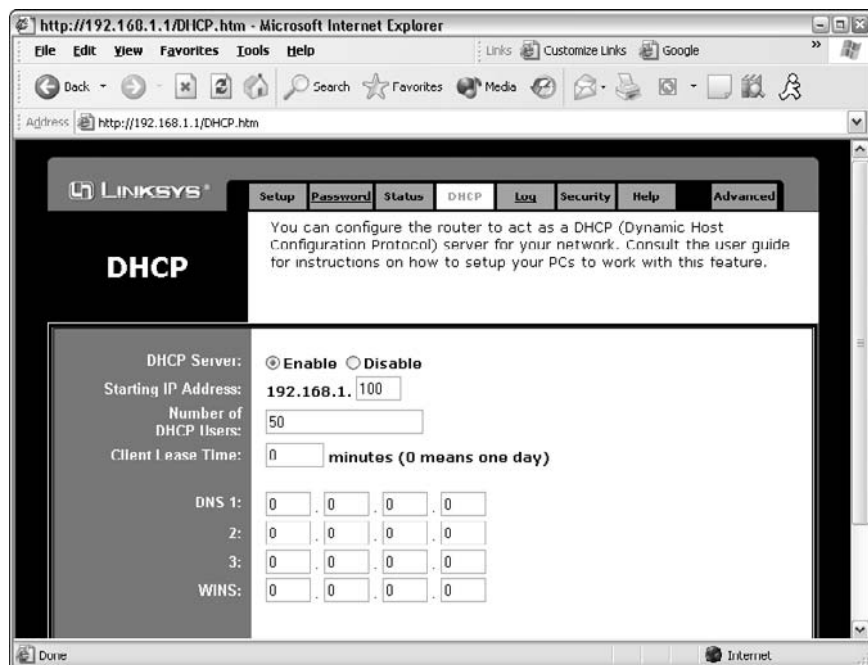 http://192.168.1.1/DHCP.htm - Microsoft Internet Explorer
File Edit View Favorites Tools Help Links Customize Links Google »
Back Search Favorites Media
Address http://192.168.1.1/DHCP.htm
LINKSYS® Setup Password Status DHCP Log Security Help Advanced
DHCP
You can configure the router to act as a DHCP (Dynamic Host
Configuration Protocol) server for your network. Consult the user guide
for instructions on how to setup your PCs to work with this feature.
DHCP Server: Enable Disable
Starting IP Address: 192.168.1. 100
Number of
DHCP Users: 50
Client Lease Time: 0 minutes (0 means one day)
DNS 1: 0 . 0 . 0 . 0
2: 0 . 0 . 0 . 0
3: 0 . 0 . 0 . 0
WINS: 0 . 0 . 0 . 0
Done Internet